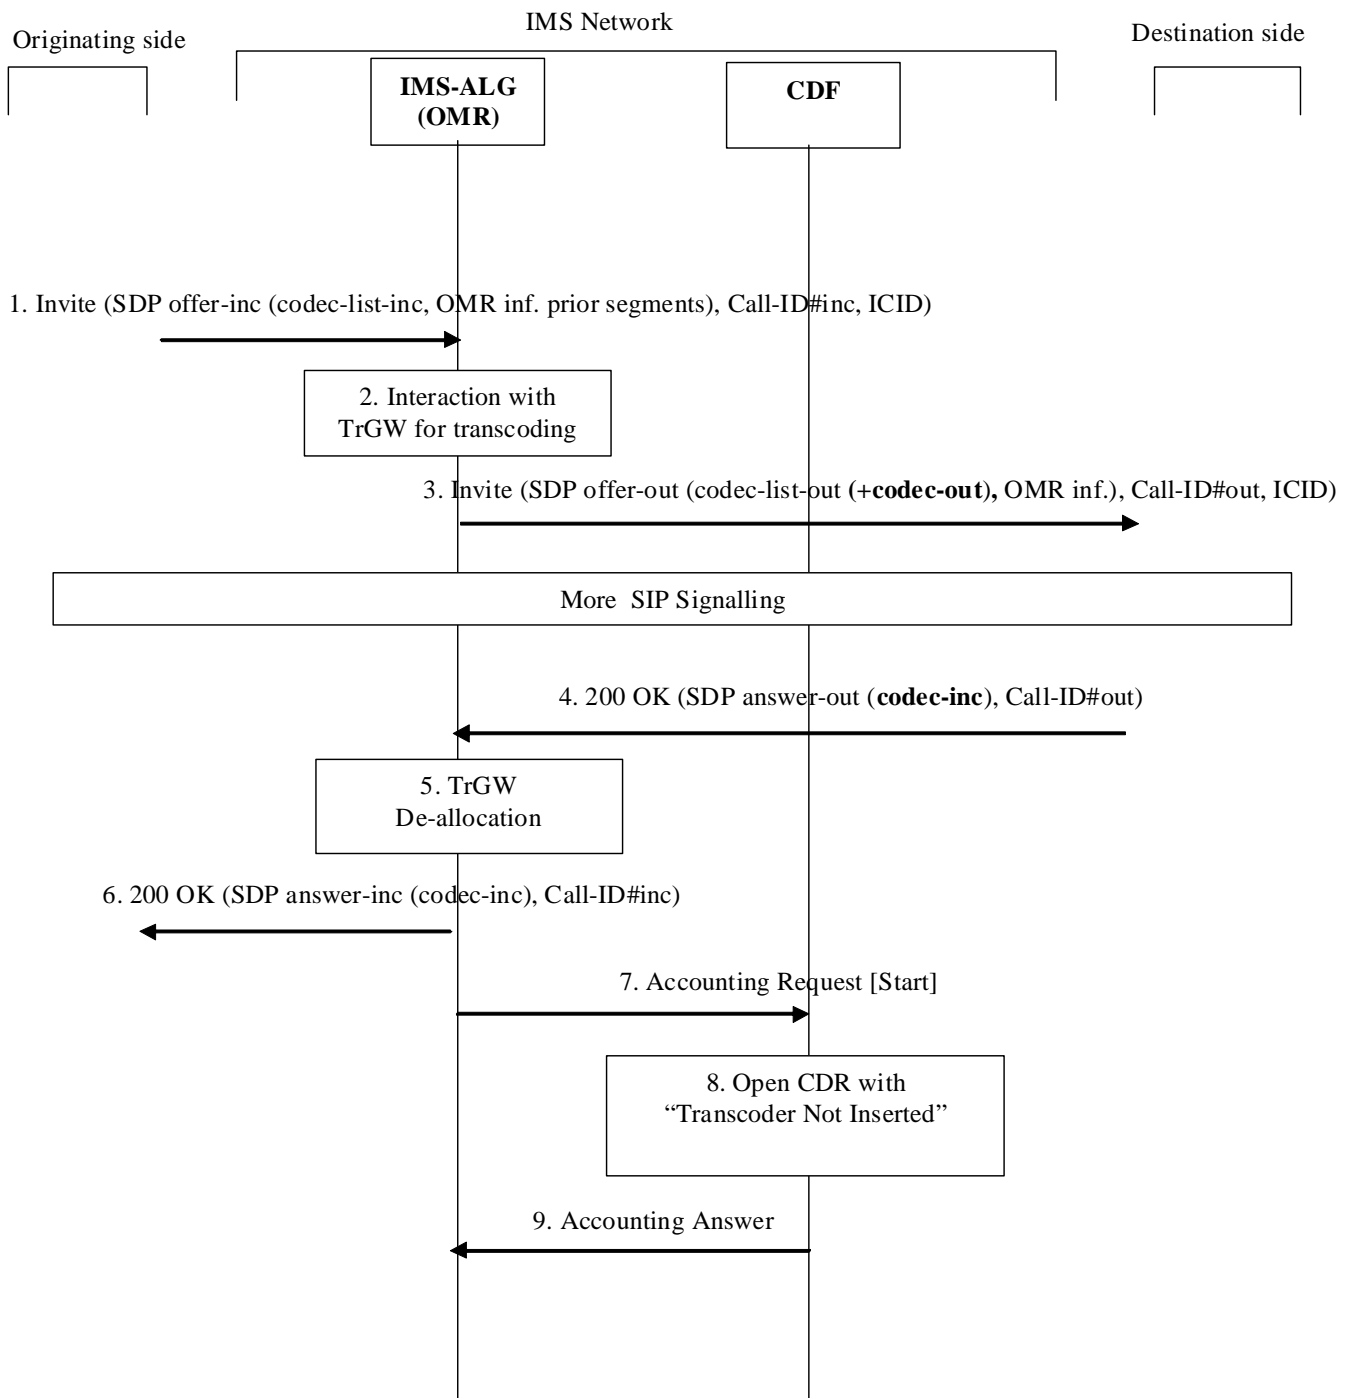 IMS Network
Originating side
Destination side
IMS-ALG
(OMR)
CDF
1. Invite (SDP offer-inc (codec-list-inc, OMR inf. prior segments), Call-ID#inc, ICID)
2. Interaction with
TrGW for transcoding
3. Invite (SDP offer-out (codec-list-out (+codec-out), OMR inf.), Call-ID#out, ICID)
More SIP Signalling
4. 200 OK (SDP answer-out (codec-inc), Call-ID#out)
5. TrGW
De-allocation
6. 200 OK (SDP answer-inc (codec-inc), Call-ID#inc)
7. Accounting Request [Start]
8. Open CDR with
“Transcoder Not Inserted”
9. Accounting Answer